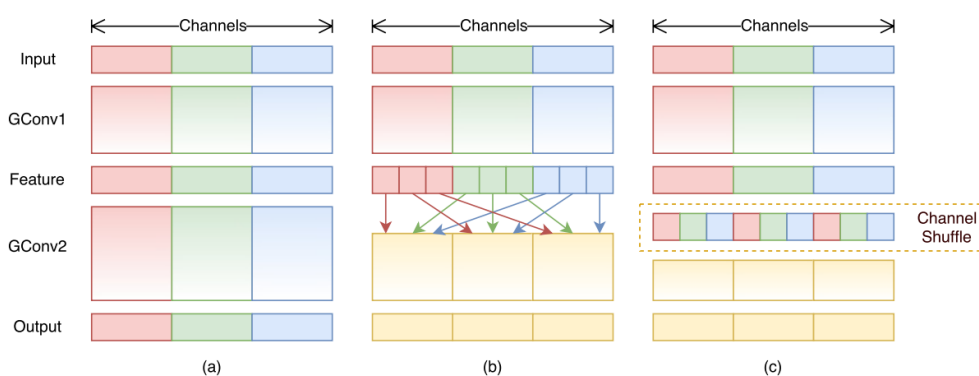 Channels Channels Channels
Input
GConv1
Feature
Channel
Shuffle
GConv2
Output
(a) (b) (c)